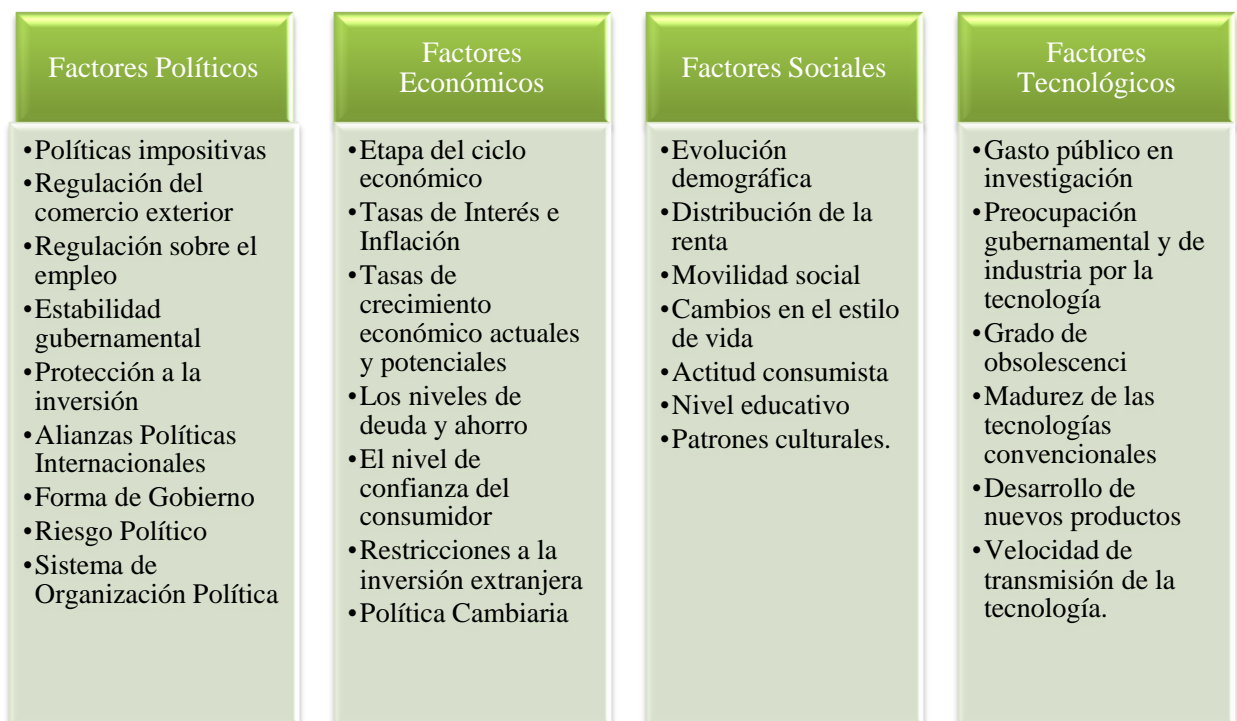 Factores Políticos
•Políticas impositivas
•Regulación del
comercio exterior
•Regulación sobre el
empleo
•Estabilidad
gubernamental
•Protección a la
inversión
•Alianzas Políticas
Internacionales
•Forma de Gobierno
•Riesgo Político
•Sistema de
Organización Política
Factores
Económicos
•Etapa del ciclo
económico
•Tasas de Interés e
Inflación
•Tasas de
crecimiento
económico actuales
y potenciales
•Los niveles de
deuda y ahorro
•El nivel de
confianza del
consumidor
•Restricciones a la
inversión extranjera
•Política Cambiaria
Factores Sociales
•Evolución
demográfica
•Distribución de la
renta
•Movilidad social
•Cambios en el estilo
de vida
•Actitud consumista
•Nivel educativo
•Patrones culturales.
Factores
Tecnológicos
•Gasto público en
investigación
•Preocupación
gubernamental y de
industria por la
tecnología
•Grado de
obsolescenci
•Madurez de las
tecnologías
convencionales
•Desarrollo de
nuevos productos
•Velocidad de
transmisión de la
tecnología.